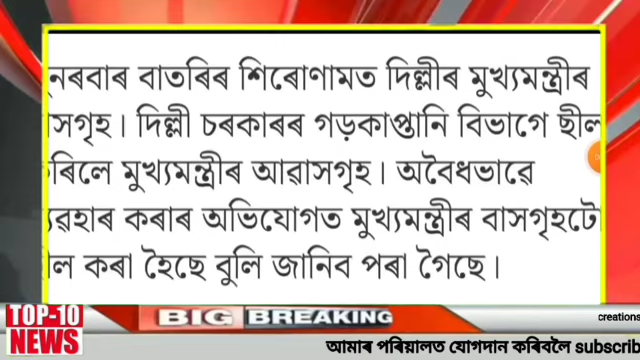 বাৰ বাতৰিৰ শিৰোণামত দিল্লীৰ মুখ্যমন্ত্ৰীৰ
সগৃহ। দিল্লী চৰকাৰৰ গড়কাপ্তানি বিভাগে ছীল
ৰিলে মুখ্যমন্ত্ৰীৰ আৱাসগৃহ। অবৈধভাৱে
ৱহাৰ কৰাৰ অভিযোগত মুখ্যমন্ত্ৰীৰ বাসগৃহটো
ল কৰা হৈছে বুলি জানিব পৰা গৈছে।
TOP-10
NEWS
BIG BREAKING
creations
আমাৰ পৰিয়ালত যোগদান কৰিবলৈ subscrib